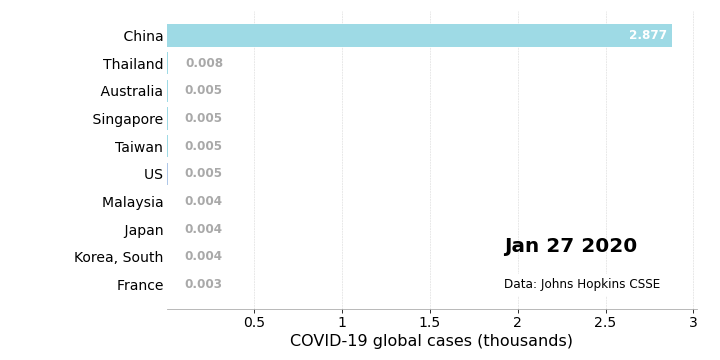 China 2.877
Thailand 0.008
Australia 0.005
Singapore 0.005
Taiwan 0.005
US 0.005
Malaysia 0.004
Japan 0.004
Korea, South 0.004
France 0.003
Jan 27 2020
Data: Johns Hopkins CSSE
0.5 1 1.5 2 2.5 3
COVID-19 global cases (thousands)